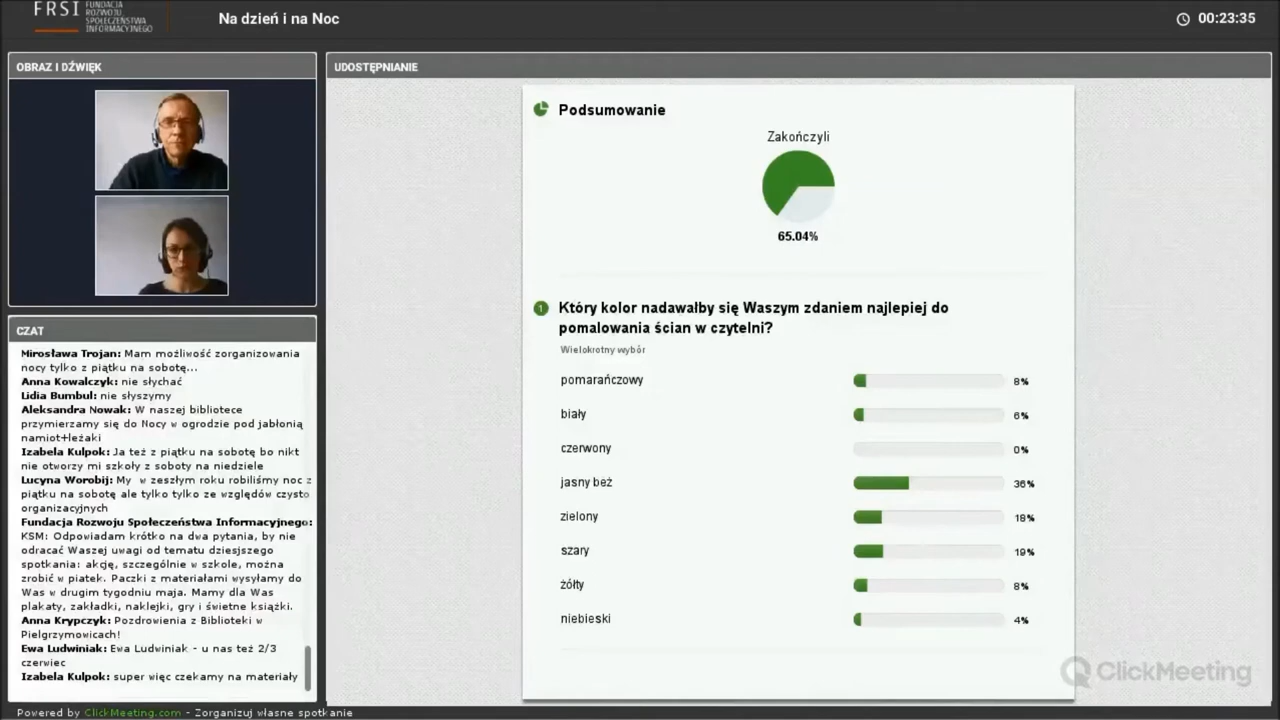 FRSI
FUNDACJA
ROZWOJU
SPOŁECZEŃSTWA
INFORMACYJNEGO
Na dzień i na Noc
00:23:35
OBRAZ I DŹWIĘK
CZAT
Mirosława Trojan: Mam możliwość zorganizowania
nocy tylko z piątku na sobotę...
Anna Kowalczyk: nie słychać
Lidia Bumbul: nie słyszymy
Aleksandra Nowak: W naszej bibliotece
przymierzamy się do Nocy w ogrodzie pod jabłonią
namiot+leżaki
Izabela Kulpok: Ja też z piątku na sobotę bo nikt
nie otworzy mi szkoły z soboty na niedziele
Lucyna Worobij: My w zeszłym roku robiliśmy noc z
piątku na sobotę ale tylko tylko ze względów czysto
organizacyjnych
Fundacja Rozwoju Społeczeństwa Informacyjnego:
KSM: Odpowiadam krótko na dwa pytania, by nie
odracać Waszej uwagi od tematu dziesjszego
spotkania: akcję, szczególnie w szkole, można
zrobić w piatek. Paczki z materiałami wysyłamy do
Was w drugim tygodniu maja. Mamy dla Was
plakaty, zakładki, naklejki, gry i świetne książki.
Anna Krypczyk: Pozdrowienia z Biblioteki w
Pielgrzymowicach!
Ewa Ludwiniak: Ewa Ludwiniak - u nas też 2/3
czerwiec
Izabela Kulpok: super więc czekamy na materiały
UDOSTĘPNIANIE
Podsumowanie
Zakończyli
65.04%
1 Który kolor nadawałby się Waszym zdaniem najlepiej do
pomalowania ścian w czytelni?
Wielokrotny wybór
pomarańczowy 8%
biały 6%
czerwony 0%
jasny beż 36%
zielony 18%
szary 19%
żółty 8%
niebieski 4%
ClickMeeting
Powered by ClickMeeting.com - Zorganizuj własne spotkanie